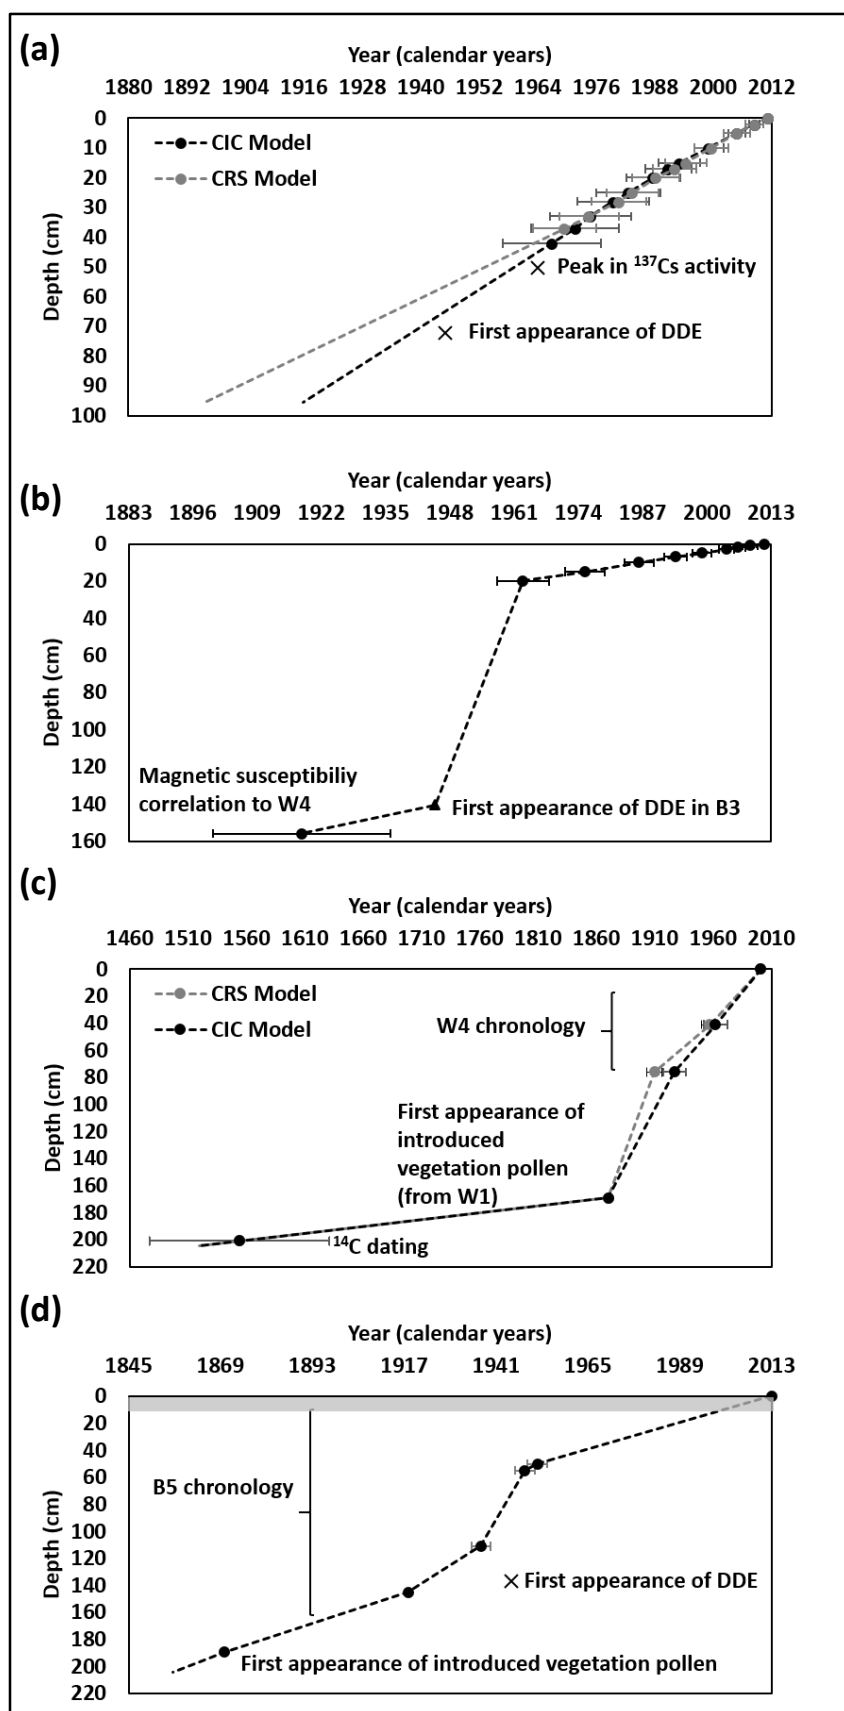 (a)
Year (calendar years)
1880 1892 1904 1916 1928 1940 1952 1964 1976 1988 2000 2012
0
10
20
30
40
50
60
70
80
90
100
Depth (cm)
CIC Model
CRS Model
Peak in ¹³⁷Cs activity
First appearance of DDE
(b)
Year (calendar years)
1883 1896 1909 1922 1935 1948 1961 1974 1987 2000 2013
0
20
40
60
80
100
120
140
160
Depth (cm)
Magnetic susceptibiliy
correlation to W4
First appearance of DDE in B3
(c)
Year (calendar years)
1460 1510 1560 1610 1660 1710 1760 1810 1860 1910 1960 2010
0
20
40
60
80
100
120
140
160
180
200
220
Depth (cm)
CRS Model
CIC Model
W4 chronology
First appearance of
introduced
vegetation pollen
(from W1)
¹⁴C dating
(d)
Year (calendar years)
1845 1869 1893 1917 1941 1965 1989 2013
0
20
40
60
80
100
120
140
160
180
200
220
Depth (cm)
B5 chronology
First appearance of DDE
First appearance of introduced vegetation pollen